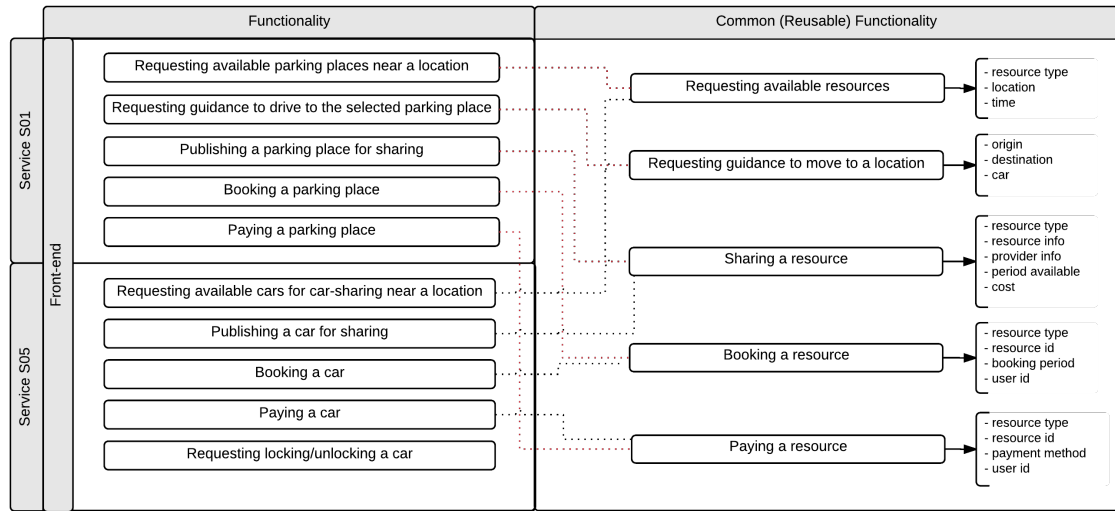 Functionality
Common (Reusable) Functionality
Service S01
Front-end
Requesting available parking places near a location
Requesting guidance to drive to the selected parking place
Publishing a parking place for sharing
Booking a parking place
Paying a parking place
Service S05
Requesting available cars for car-sharing near a location
Publishing a car for sharing
Booking a car
Paying a car
Requesting locking/unlocking a car
Requesting available resources
- resource type
- location
- time
Requesting guidance to move to a location
- origin
- destination
- car
Sharing a resource
- resource type
- resource info
- provider info
- period available
- cost
Booking a resource
- resource type
- resource id
- booking period
- user id
Paying a resource
- resource type
- resource id
- payment method
- user id